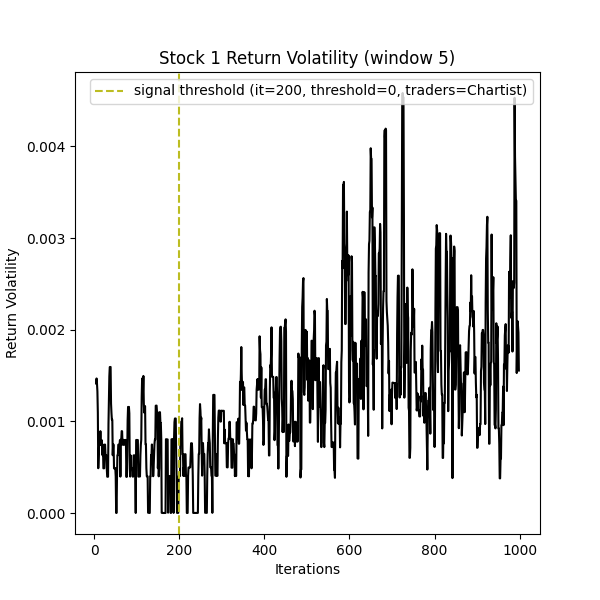 Stock 1 Return Volatility (window 5)
signal threshold (it=200, threshold=0, traders=Chartist)
0.004
0.003
0.002
0.001
0.000
Return Volatility
0 200 400 600 800 1000
Iterations